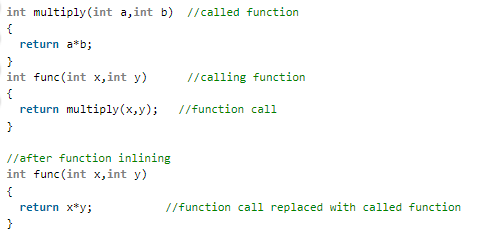 int multiply(int a,int b)  //called function
{
  return a*b;
}
int func(int x,int y)      //calling function
{
  return multiply(x,y);   //function call
}

//after function inlining
int func(int x,int y)
{
  return x*y;           //function call replaced with called function
}